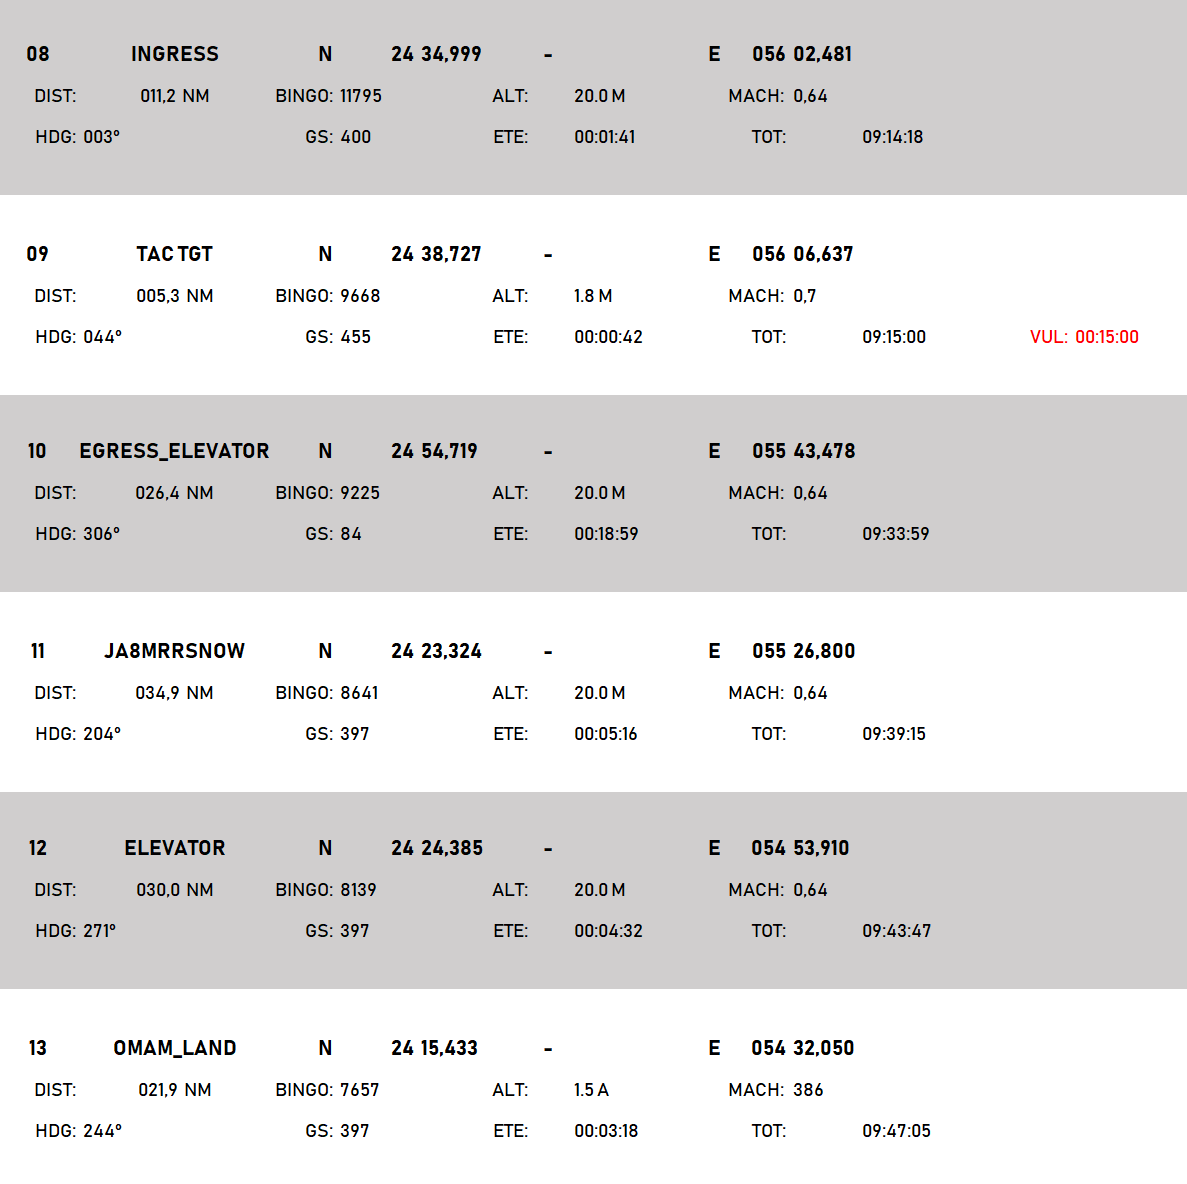 08 INGRESS N 24 34,999 - E 056 02,481
DIST: 011,2 NM BINGO: 11795 ALT: 20.0 M MACH: 0,64
HDG: 003° GS: 400 ETE: 00:01:41 TOT: 09:14:18
09 TAC TGT N 24 38,727 - E 056 06,637
DIST: 005,3 NM BINGO: 9668 ALT: 1.8 M MACH: 0,7
HDG: 044° GS: 455 ETE: 00:00:42 TOT: 09:15:00 VUL: 00:15:00
10 EGRESS_ELEVATOR N 24 54,719 - E 055 43,478
DIST: 026,4 NM BINGO: 9225 ALT: 20.0 M MACH: 0,64
HDG: 306° GS: 84 ETE: 00:18:59 TOT: 09:33:59
11 JA8MRRSNOW N 24 23,324 - E 055 26,800
DIST: 034,9 NM BINGO: 8641 ALT: 20.0 M MACH: 0,64
HDG: 204° GS: 397 ETE: 00:05:16 TOT: 09:39:15
12 ELEVATOR N 24 24,385 - E 054 53,910
DIST: 030,0 NM BINGO: 8139 ALT: 20.0 M MACH: 0,64
HDG: 271° GS: 397 ETE: 00:04:32 TOT: 09:43:47
13 OMAM_LAND N 24 15,433 - E 054 32,050
DIST: 021,9 NM BINGO: 7657 ALT: 1.5 A MACH: 386
HDG: 244° GS: 397 ETE: 00:03:18 TOT: 09:47:05